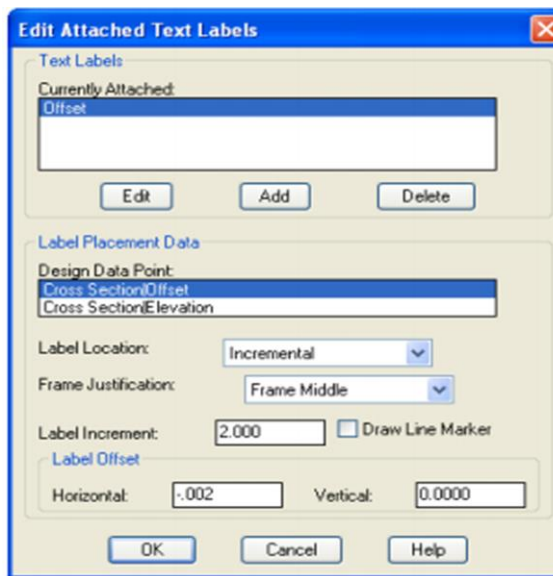 Edit Attached Text Labels
Text Labels
Currently Attached:
Offset
Edit Add Delete
Label Placement Data
Design Data Point:
Cross Section|Offset
Cross Section|Elevation
Label Location: Incremental
Frame Justification: Frame Middle
Label Increment: 2.000 Draw Line Marker
Label Offset
Horizontal: -.002 Vertical: 0.0000
OK Cancel Help